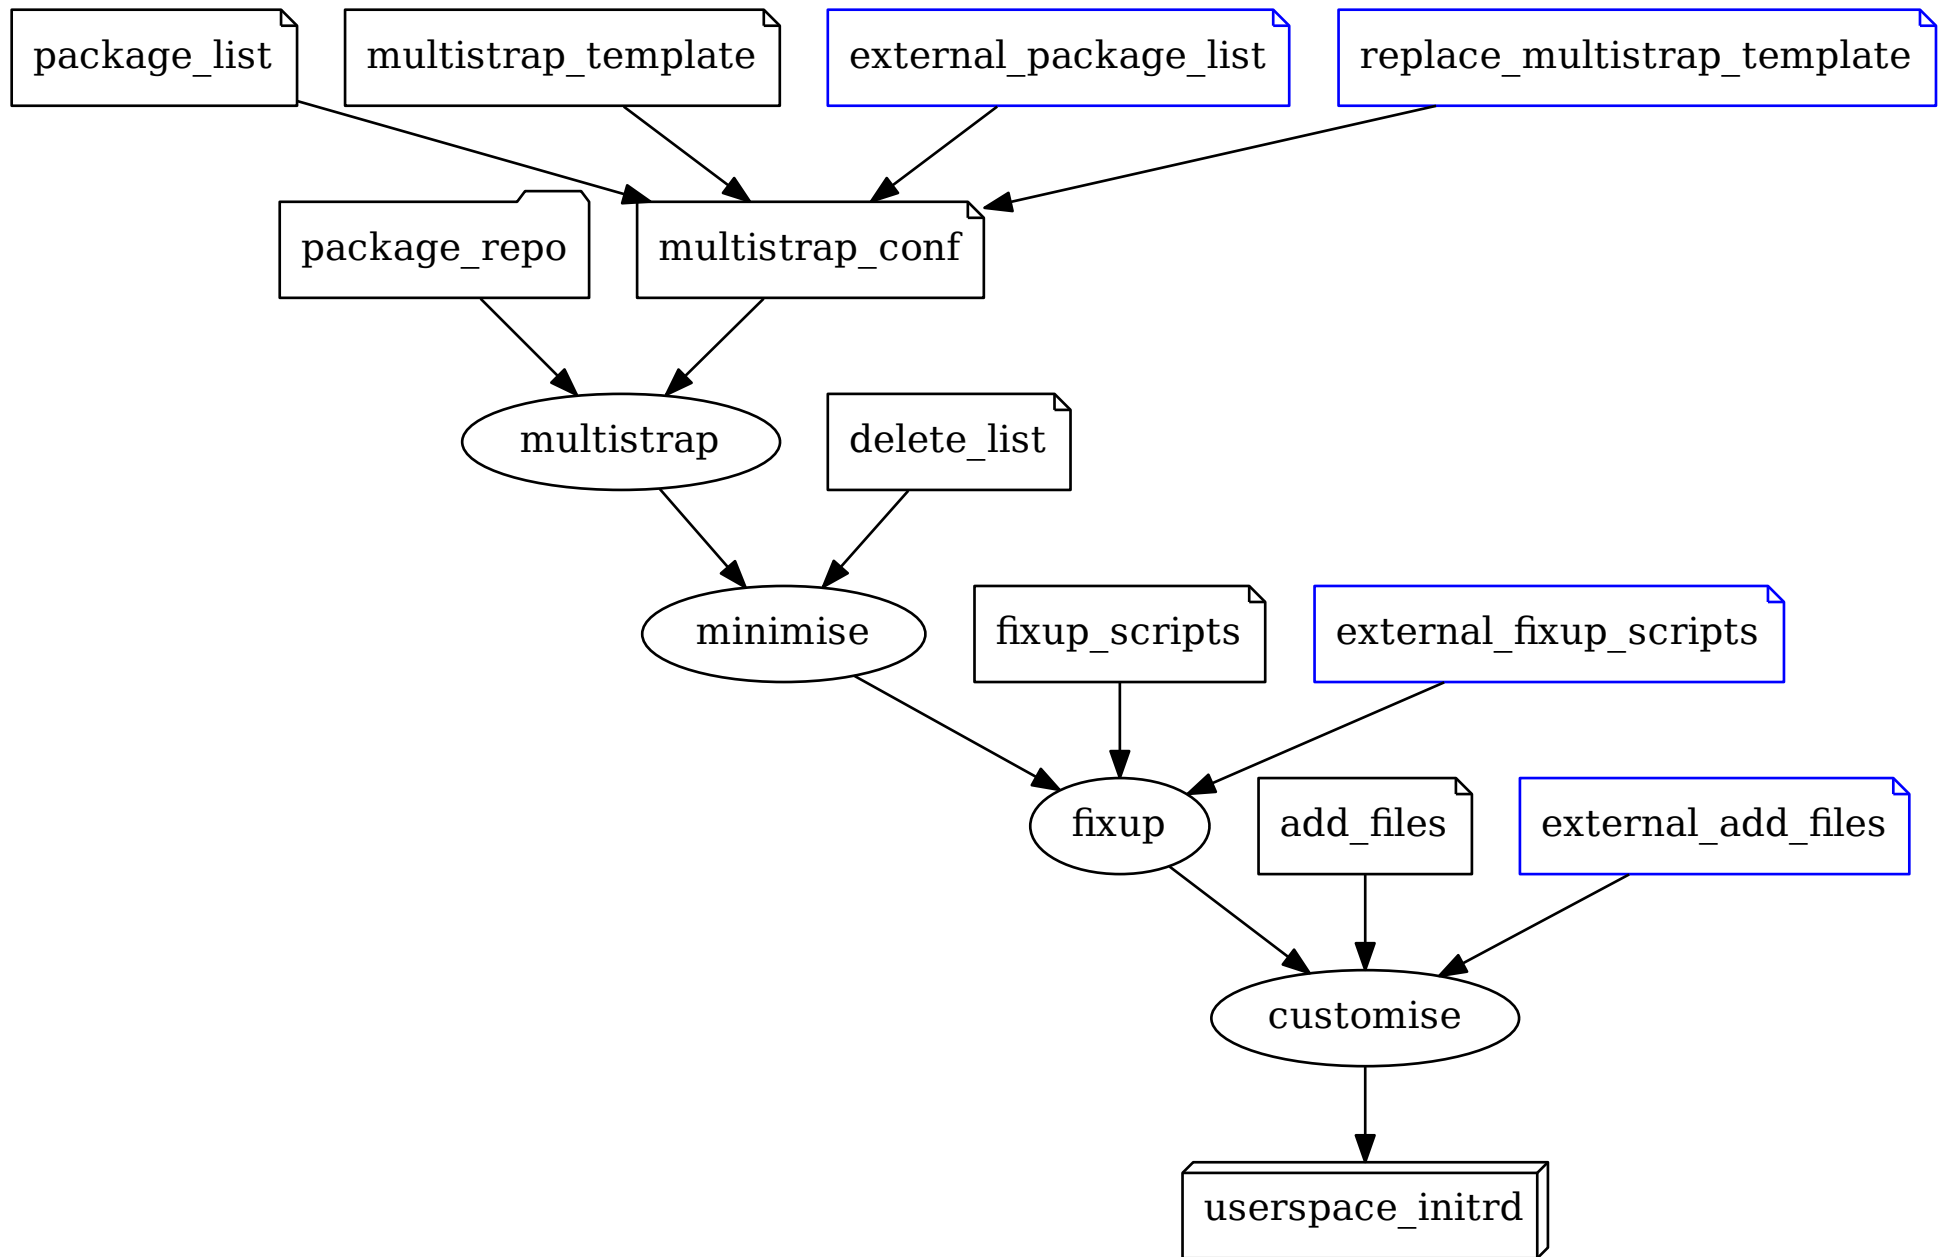 package_list
multistrap_template
external_package_list
replace_multistrap_template
package_repo
multistrap_conf
multistrap
delete_list
minimise
fixup_scripts
external_fixup_scripts
fixup
add_files
external_add_files
customise
userspace_initrd